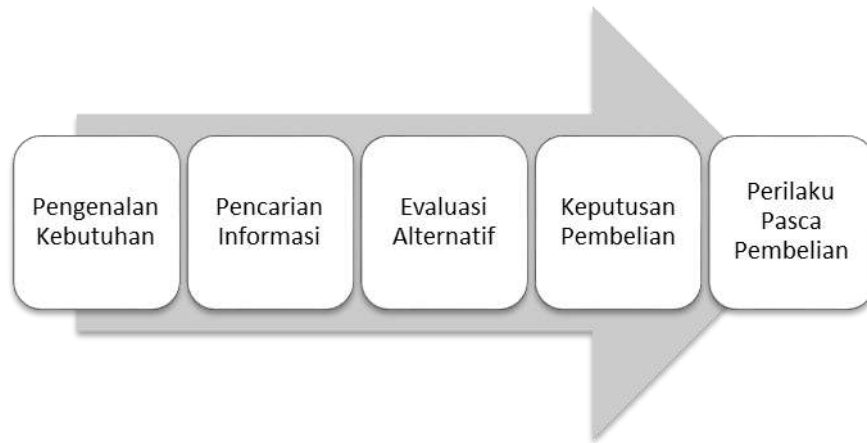 Pengenalan
Kebutuhan
Pencarian
Informasi
Evaluasi
Alternatif
Keputusan
Pembelian
Perilaku
Pasca
Pembelian